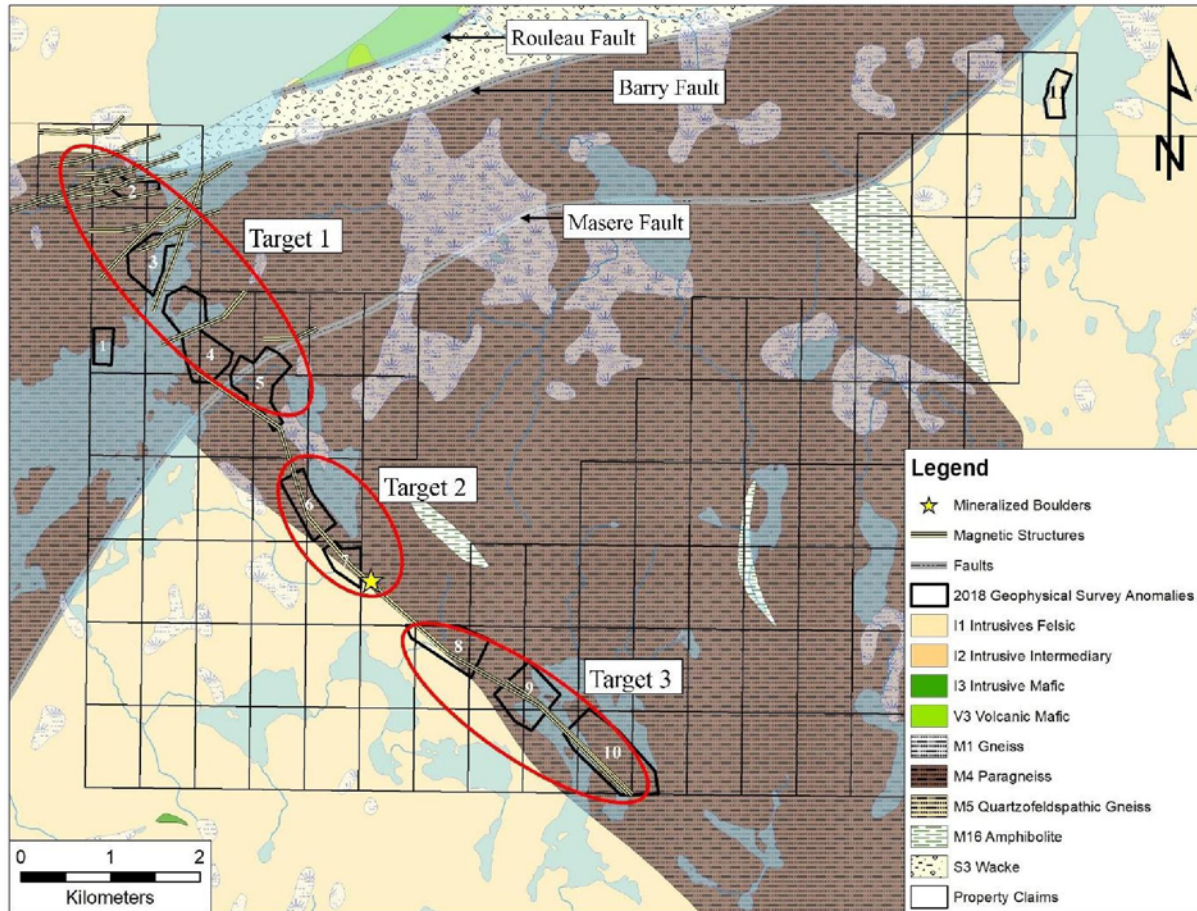 Rouleau Fault
Barry Fault
11
N
2
Masere Fault
Target 1
3
1
4
5
Target 2
6
7
8
Target 3
9
10
Legend
Mineralized Boulders
Magnetic Structures
Faults
2018 Geophysical Survey Anomalies
I1 Intrusives Felsic
I2 Intrusive Intermediary
I3 Intrusive Mafic
V3 Volcanic Mafic
M1 Gneiss
M4 Paragneiss
M5 Quartzofeldspathic Gneiss
M16 Amphibolite
S3 Wacke
Property Claims
0 1 2
Kilometers